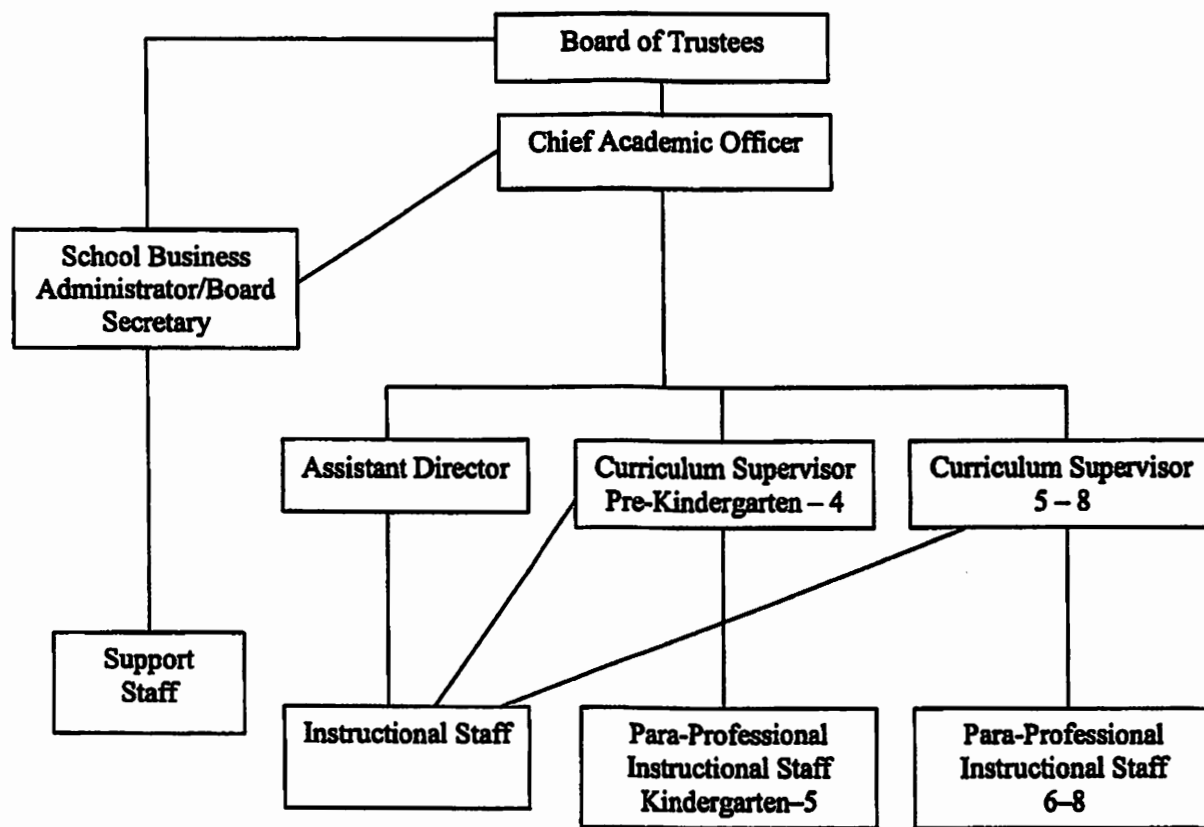 Board of Trustees
Chief Academic Officer
School Business
Administrator/Board
Secretary
Assistant Director
Curriculum Supervisor
Pre-Kindergarten – 4
Curriculum Supervisor
5 – 8
Support
Staff
Instructional Staff
Para-Professional
Instructional Staff
Kindergarten–5
Para-Professional
Instructional Staff
6–8